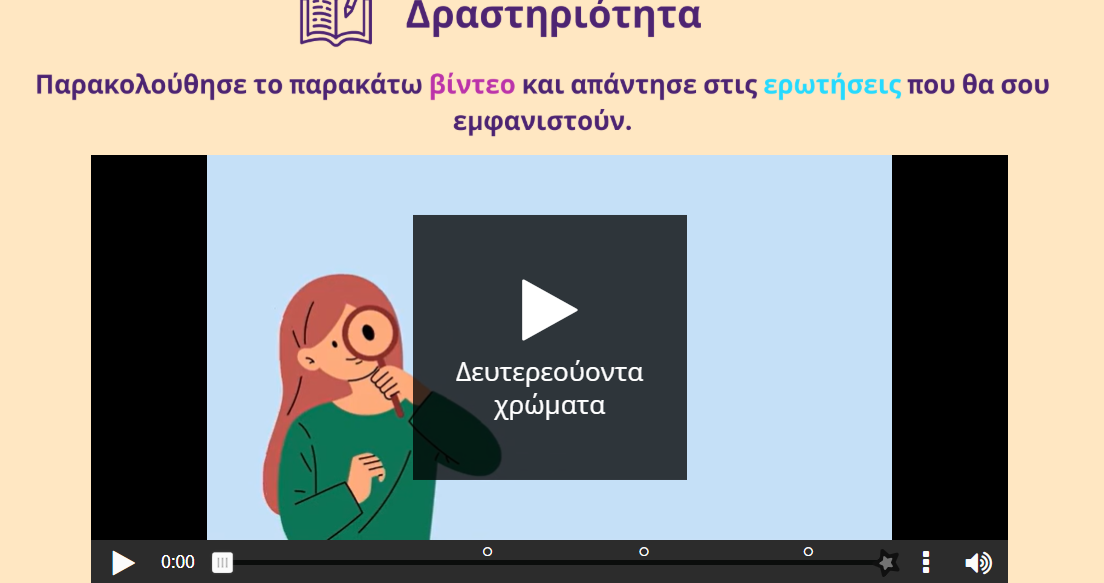 Δραστηριότητα
Παρακολούθησε το παρακάτω βίντεο και απάντησε στις ερωτήσεις που θα σου
εμφανιστούν.
Δευτερεούοντα
χρώματα
0:00